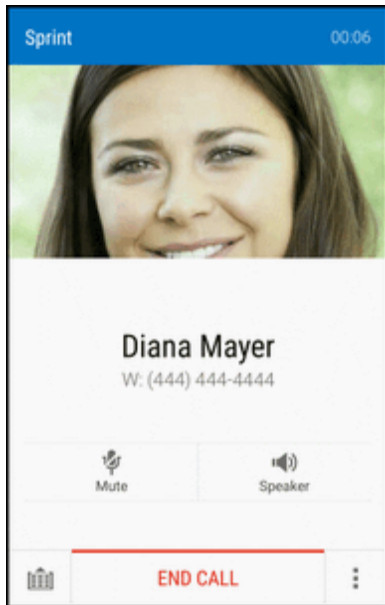 Sprint 00:06
Diana Mayer
W: (444) 444-4444
Mute Speaker
END CALL